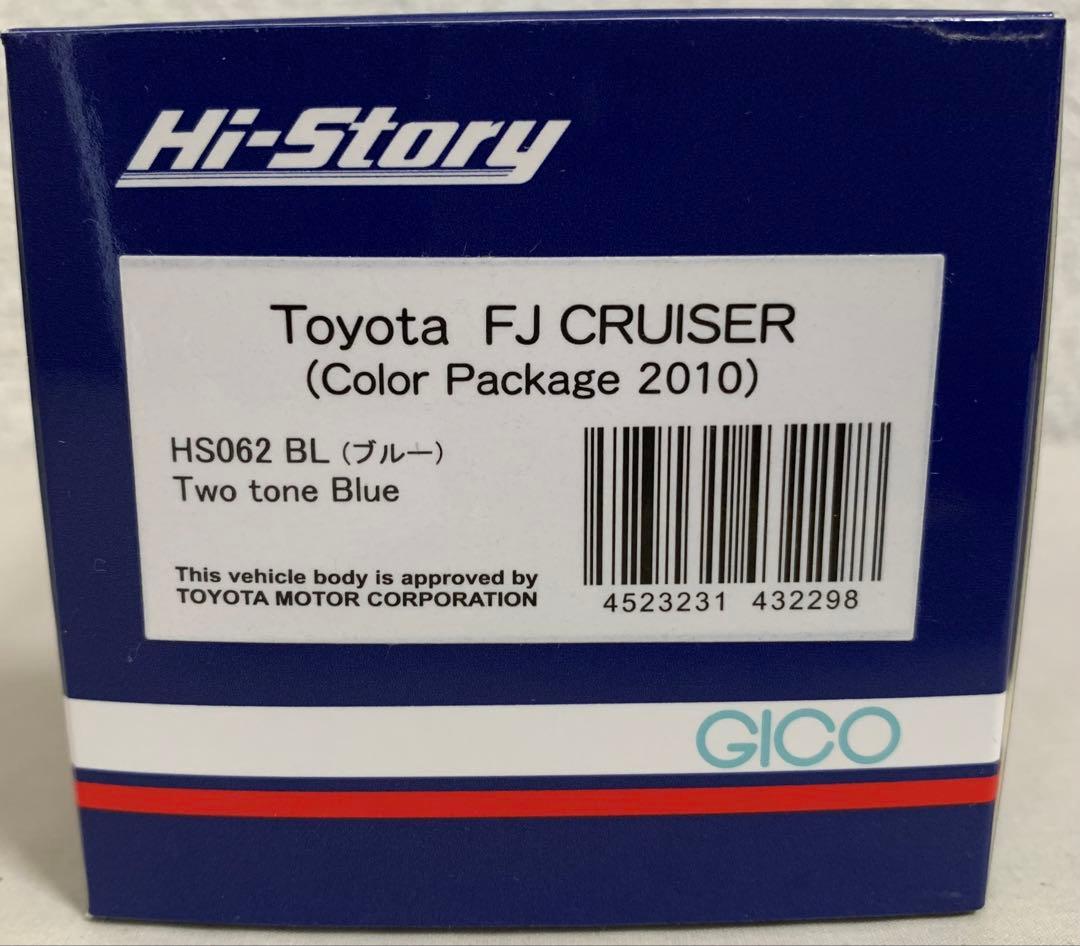 Hi-Story
Toyota FJ CRUISER
(Color Package 2010)
HS062 BL (ブルー)
Two tone Blue
This vehicle body is approved by
TOYOTA MOTOR CORPORATION
4523231 432298
GICO